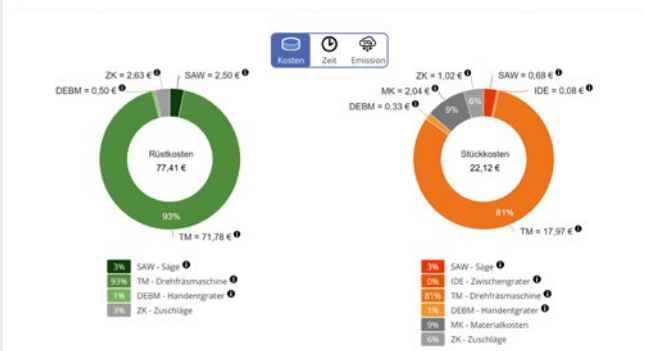 Kosten
Zeit
Emission
ZK = 2,63 €
SAW = 2,50 €
DEBM = 0,50 €
Rüstkosten
77,41 €
93%
TM = 71,78 €
3% SAW - Säge
93% TM - Drehfräsmaschine
1% DEBM - Handentgrater
3% ZK - Zuschläge
ZK = 1,02 €
SAW = 0,68 €
MK = 2,04 €
IDE = 0,08 €
DEBM = 0,33 €
6%
9%
Stückkosten
22,12 €
81%
TM = 17,97 €
3% SAW - Säge
0% IDE - Zwischengrater
81% TM - Drehfräsmaschine
1% DEBM - Handentgrater
9% MK - Materialkosten
6% ZK - Zuschläge